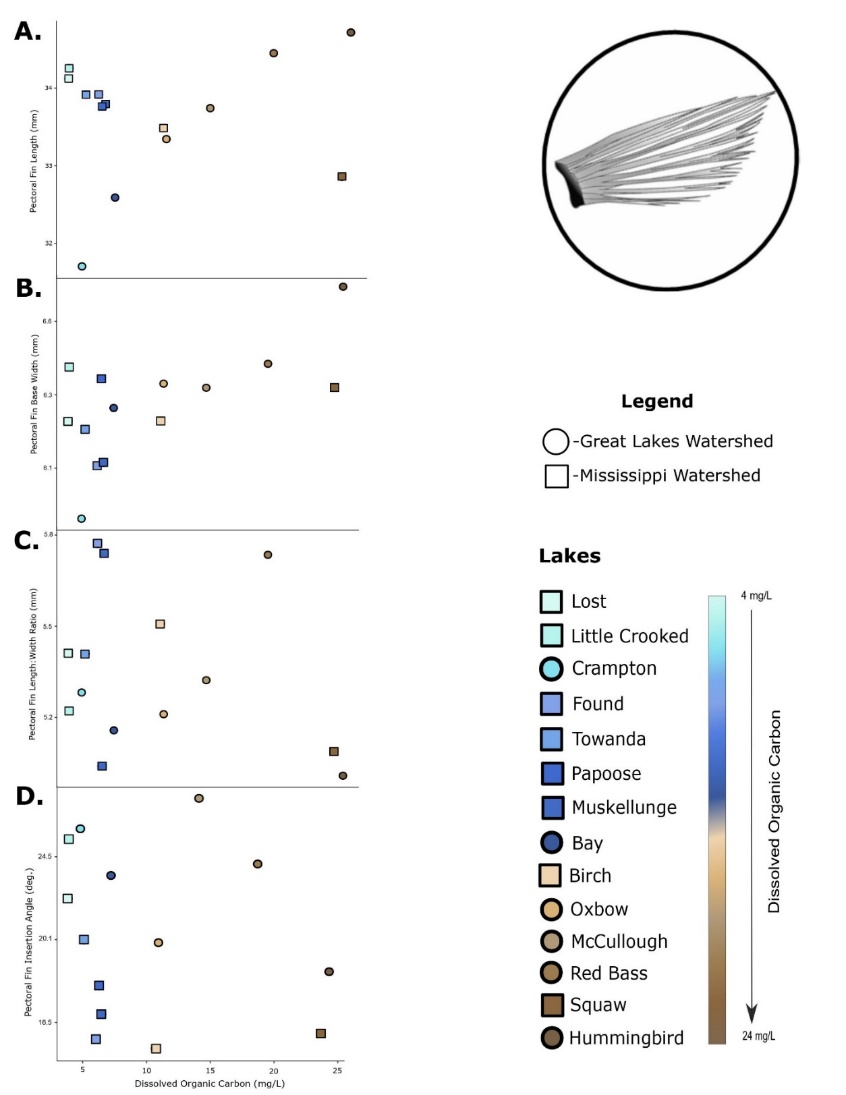 A.
34
33
32
Pectoral Fin Length (mm)
B.
6.6
6.3
6.1
Pectoral Fin Base Width (mm)
C.
5.8
5.5
5.2
Pectoral Fin Length:Width Ratio (mm)
D.
24.5
20.1
16.5
Pectoral Fin Insertion Angle (deg.)
5 10 15 20 25
Dissolved Organic Carbon (mg/L)
Legend
-Great Lakes Watershed
-Mississippi Watershed
Lakes
Lost
Little Crooked
Crampton
Found
Towanda
Papoose
Muskellunge
Bay
Birch
Oxbow
McCullough
Red Bass
Squaw
Hummingbird
4 mg/L
Dissolved Organic Carbon
24 mg/L